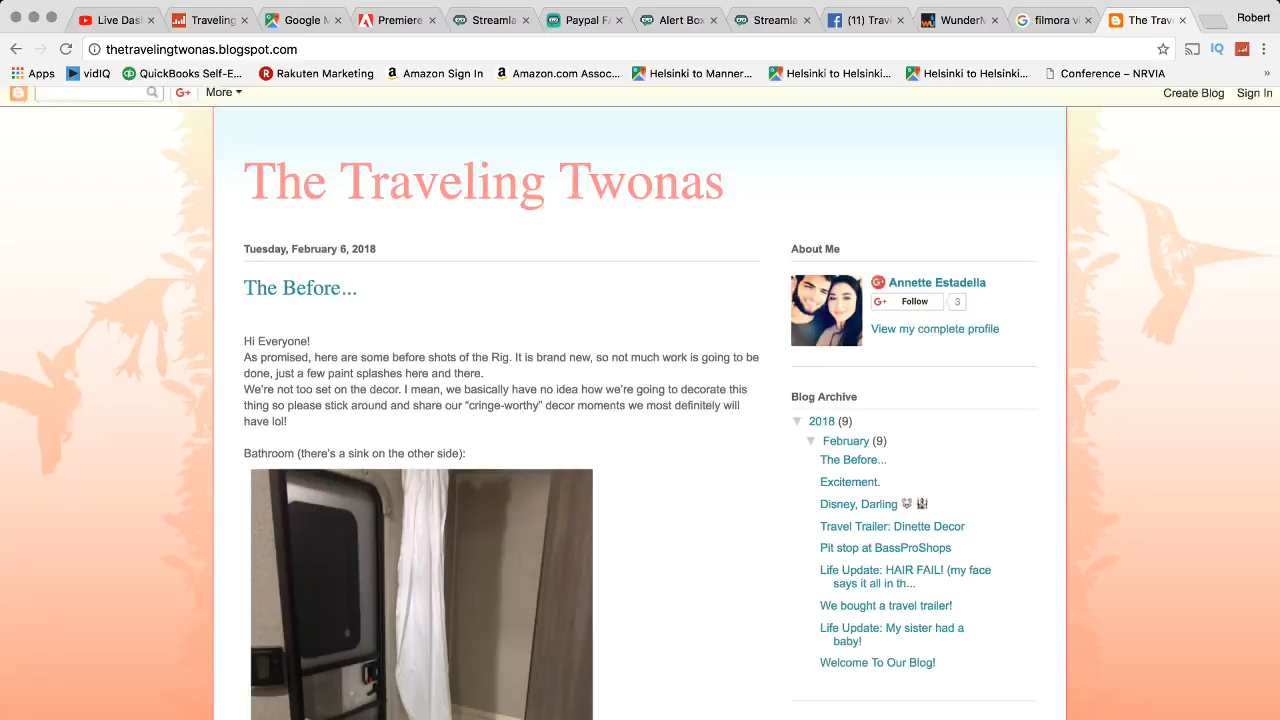 Live Das
Traveling
Google M
Premiere
Streamla
Paypal Fa
Alert Box
Streamla
(11) Trav
Wunde
filmora v
The Trav
Robert
thetravelingtwonas.blogspot.com
Apps
vidIQ
QuickBooks Self-E...
Rakuten Marketing
Amazon Sign In
Amazon.com Assoc...
Helsinki to Manner...
Helsinki to Helsinki...
Helsinki to Helsinki...
Conference – NRVIA
»
G+ More
Create Blog Sign In
The Traveling Twonas
Tuesday, February 6, 2018
The Before...
Hi Everyone!
As promised, here are some before shots of the Rig. It is brand new, so not much work is going to be
done, just a few paint splashes here and there.
We're not too set on the decor. I mean, we basically have no idea how we're going to decorate this
thing so please stick around and share our “cringe-worthy” decor moments we most definitely will
have lol!
Bathroom (there's a sink on the other side):
About Me
Annette Estadella
G+ Follow 3
View my complete profile
Blog Archive
▼ 2018 (9)
▼ February (9)
The Before...
Excitement.
Disney, Darling 🐭 🏰
Travel Trailer: Dinette Decor
Pit stop at BassProShops
Life Update: HAIR FAIL! (my face
says it all in th...
We bought a travel trailer!
Life Update: My sister had a
baby!
Welcome To Our Blog!